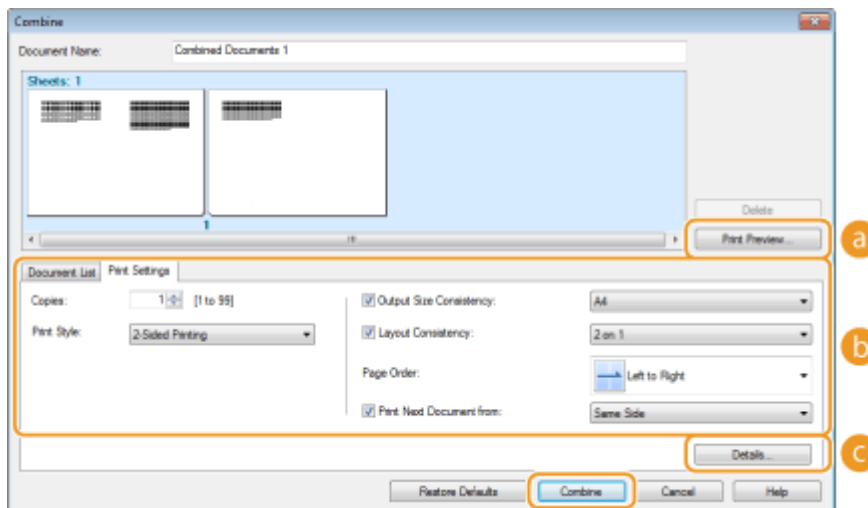 Combine
Document Name: Combined Documents 1
Sheets: 1
1
Delete
Print Preview...
a
Document List Print Settings
Copies: 1 [1 to 99]
Output Size Consistency: A4
Print Style: 2-Sided Printing
Layout Consistency: 2 on 1
b
Page Order: Left to Right
Print Next Document from: Same Side
Details...
c
Restore Defaults Combine Cancel Help